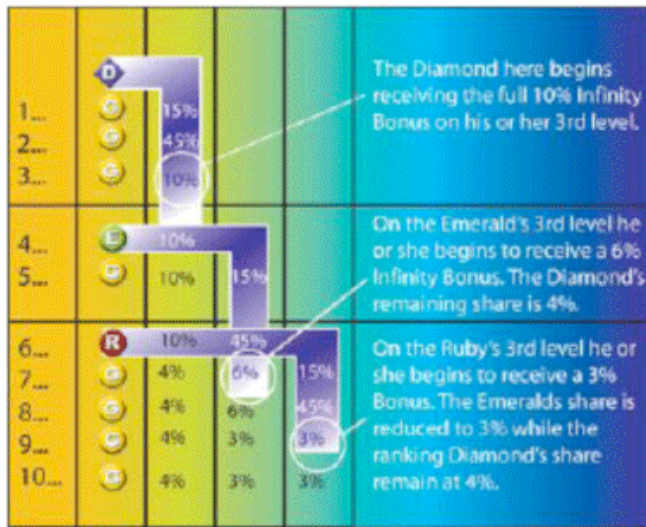 D
The Diamond here begins
receiving the full 10% Infinity
Bonus on his or her 3rd level.
1... G 15%
2... G 45%
3... G 10%
On the Emerald's 3rd level he
or she begins to receive a 6%
Infinity Bonus. The Diamond's
remaining share is 4%.
4... E 10%
5... G 10% 15%
On the Ruby's 3rd level he or
she begins to receive a 3%
Bonus. The Emeralds share is
reduced to 3% while the
ranking Diamond's share
remain at 4%.
6... R 10% 45%
7... G 4% 6% 15%
8... G 4% 6% 45%
9... G 4% 3% 3%
10... G 4% 3% 3%